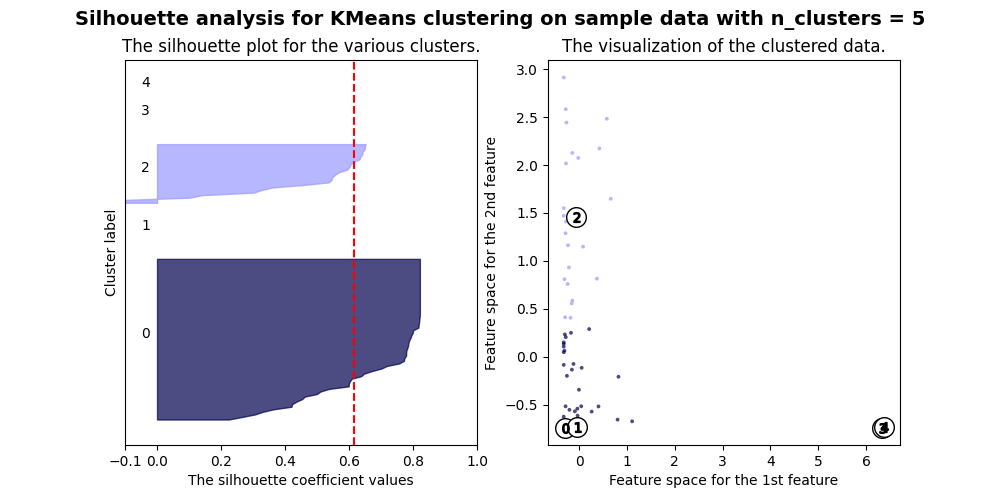 Silhouette analysis for KMeans clustering on sample data with n_clusters = 5
The silhouette plot for the various clusters.
Cluster label
4
3
2
1
0
−0.1 0.0 0.2 0.4 0.6 0.8 1.0
The silhouette coefficient values
The visualization of the clustered data.
Feature space for the 2nd feature
3.0
2.5
2.0
1.5
1.0
0.5
0.0
−0.5
2
0 1 3 4
0 1 2 3 4 5 6
Feature space for the 1st feature